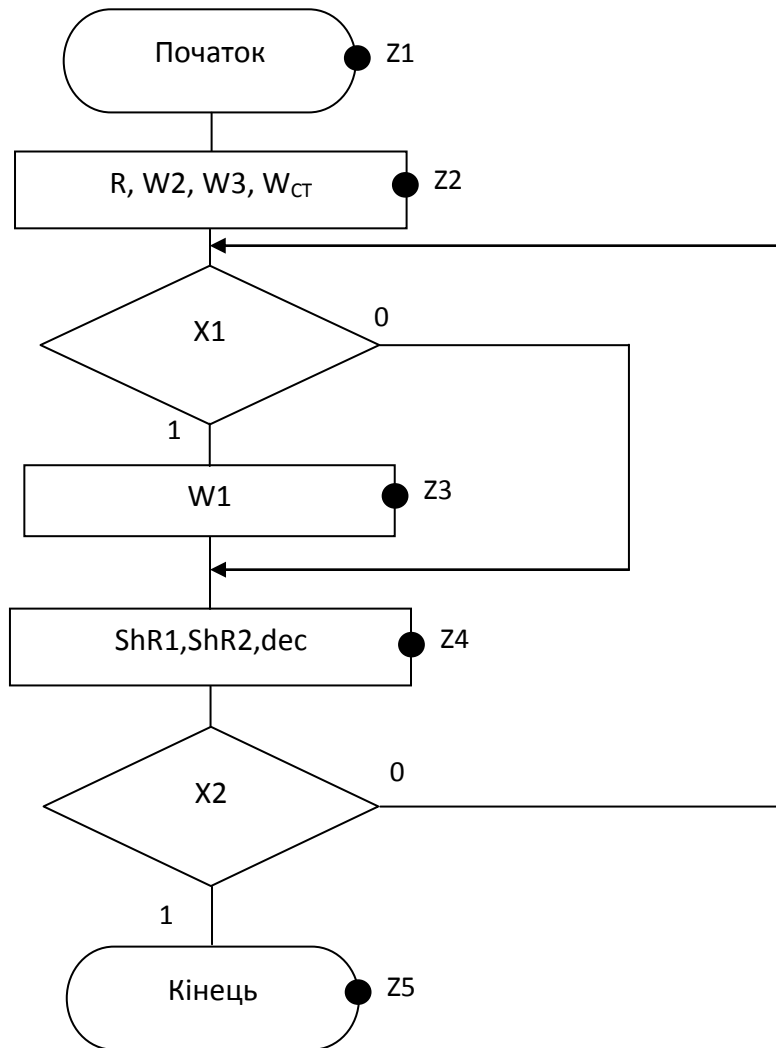 Початок
Z1
R, W2, W3, WСТ
Z2
X1
0
1
W1
Z3
ShR1,ShR2,dec
Z4
X2
0
1
Кінець
Z5